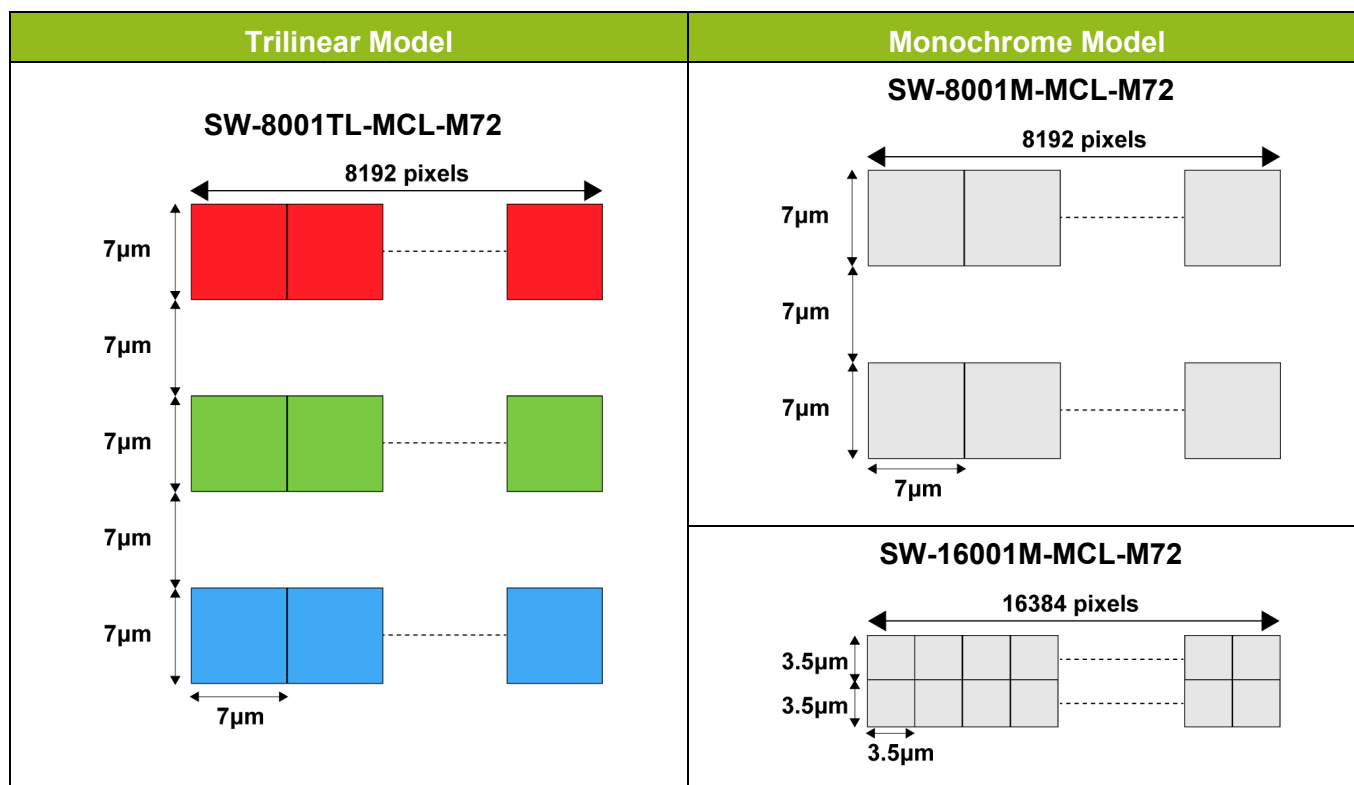 Trilinear Model
Monochrome Model
SW-8001TL-MCL-M72
8192 pixels
7µm
7µm
7µm
7µm
7µm
7µm
SW-8001M-MCL-M72
8192 pixels
7µm
7µm
7µm
7µm
SW-16001M-MCL-M72
16384 pixels
3.5µm
3.5µm
3.5µm